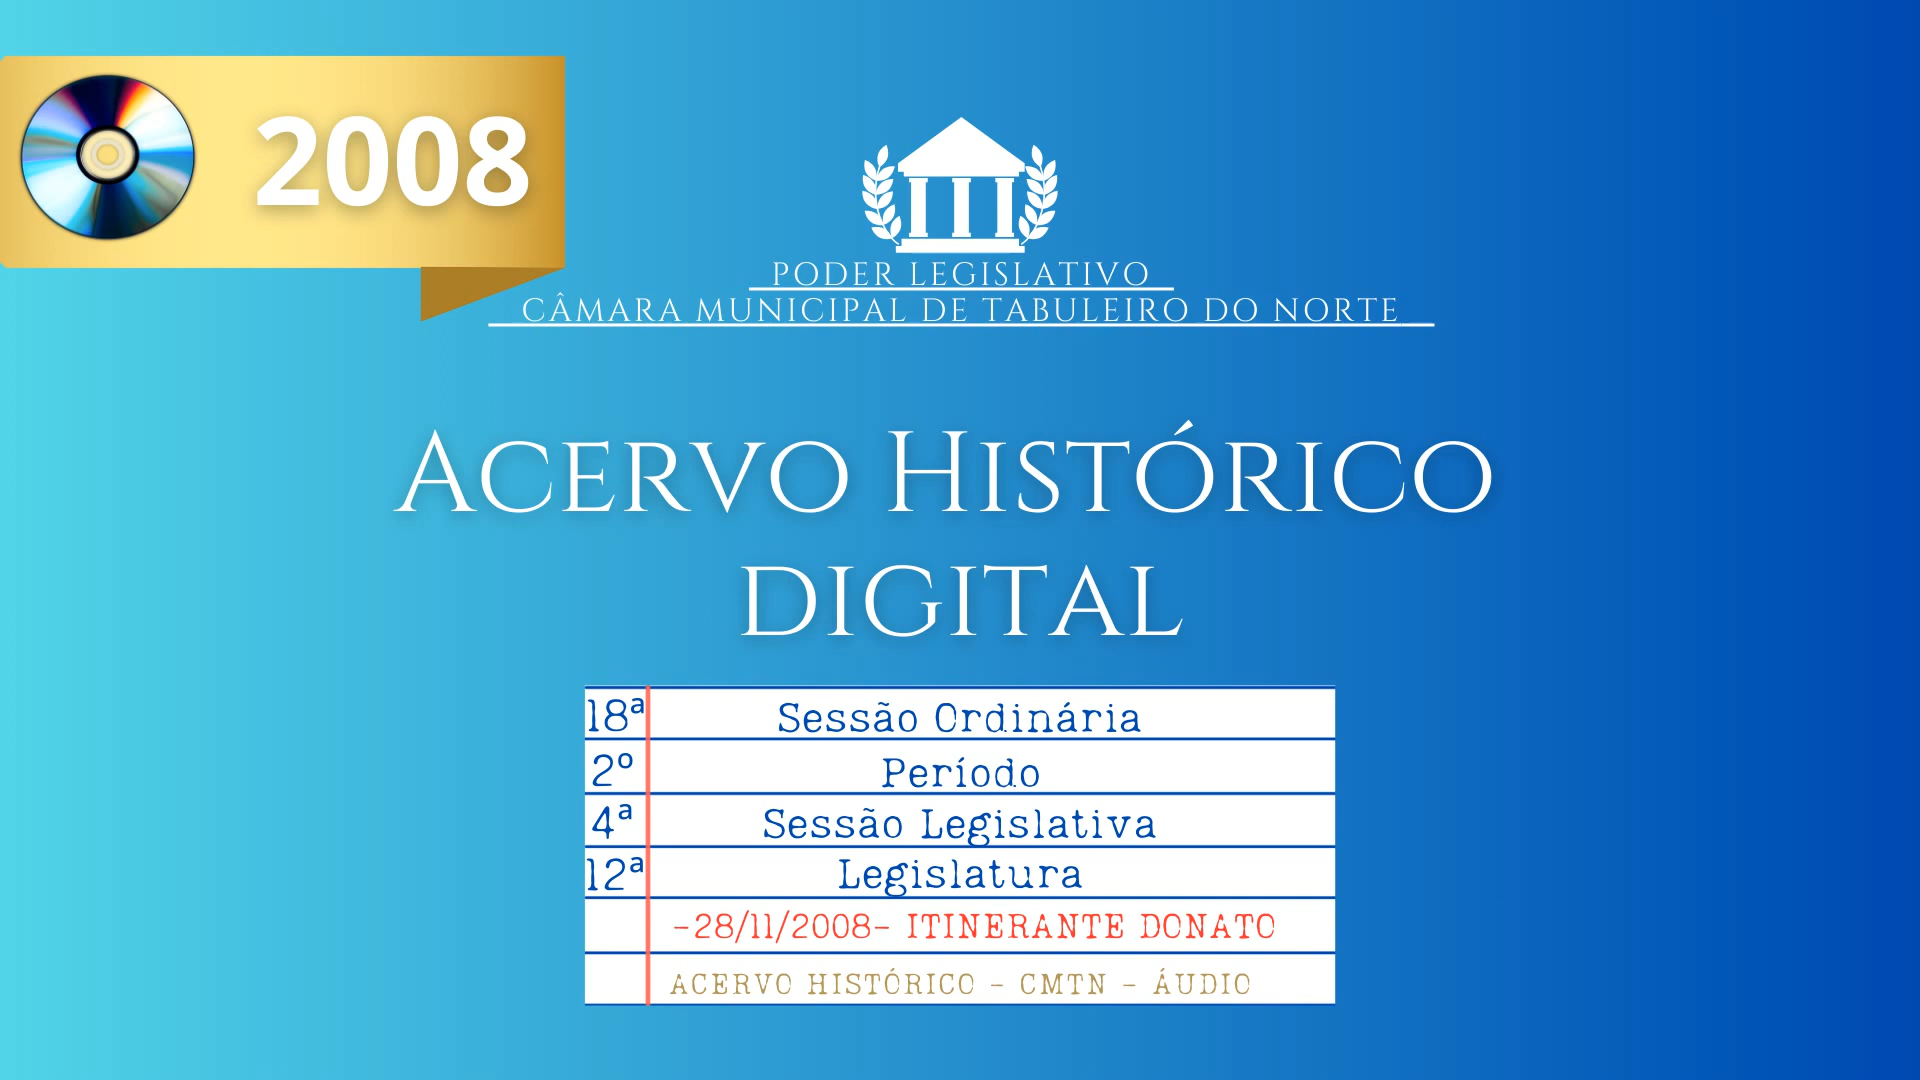 2008
PODER LEGISLATIVO
CÂMARA MUNICIPAL DE TABULEIRO DO NORTE
ACERVO HISTÓRICO
DIGITAL
18ª Sessão Ordinária
2º Período
4ª Sessão Legislativa
12ª Legislatura
-28/11/2008- ITINERANTE DONATO
ACERVO HISTÓRICO - CMTN - ÁUDIO